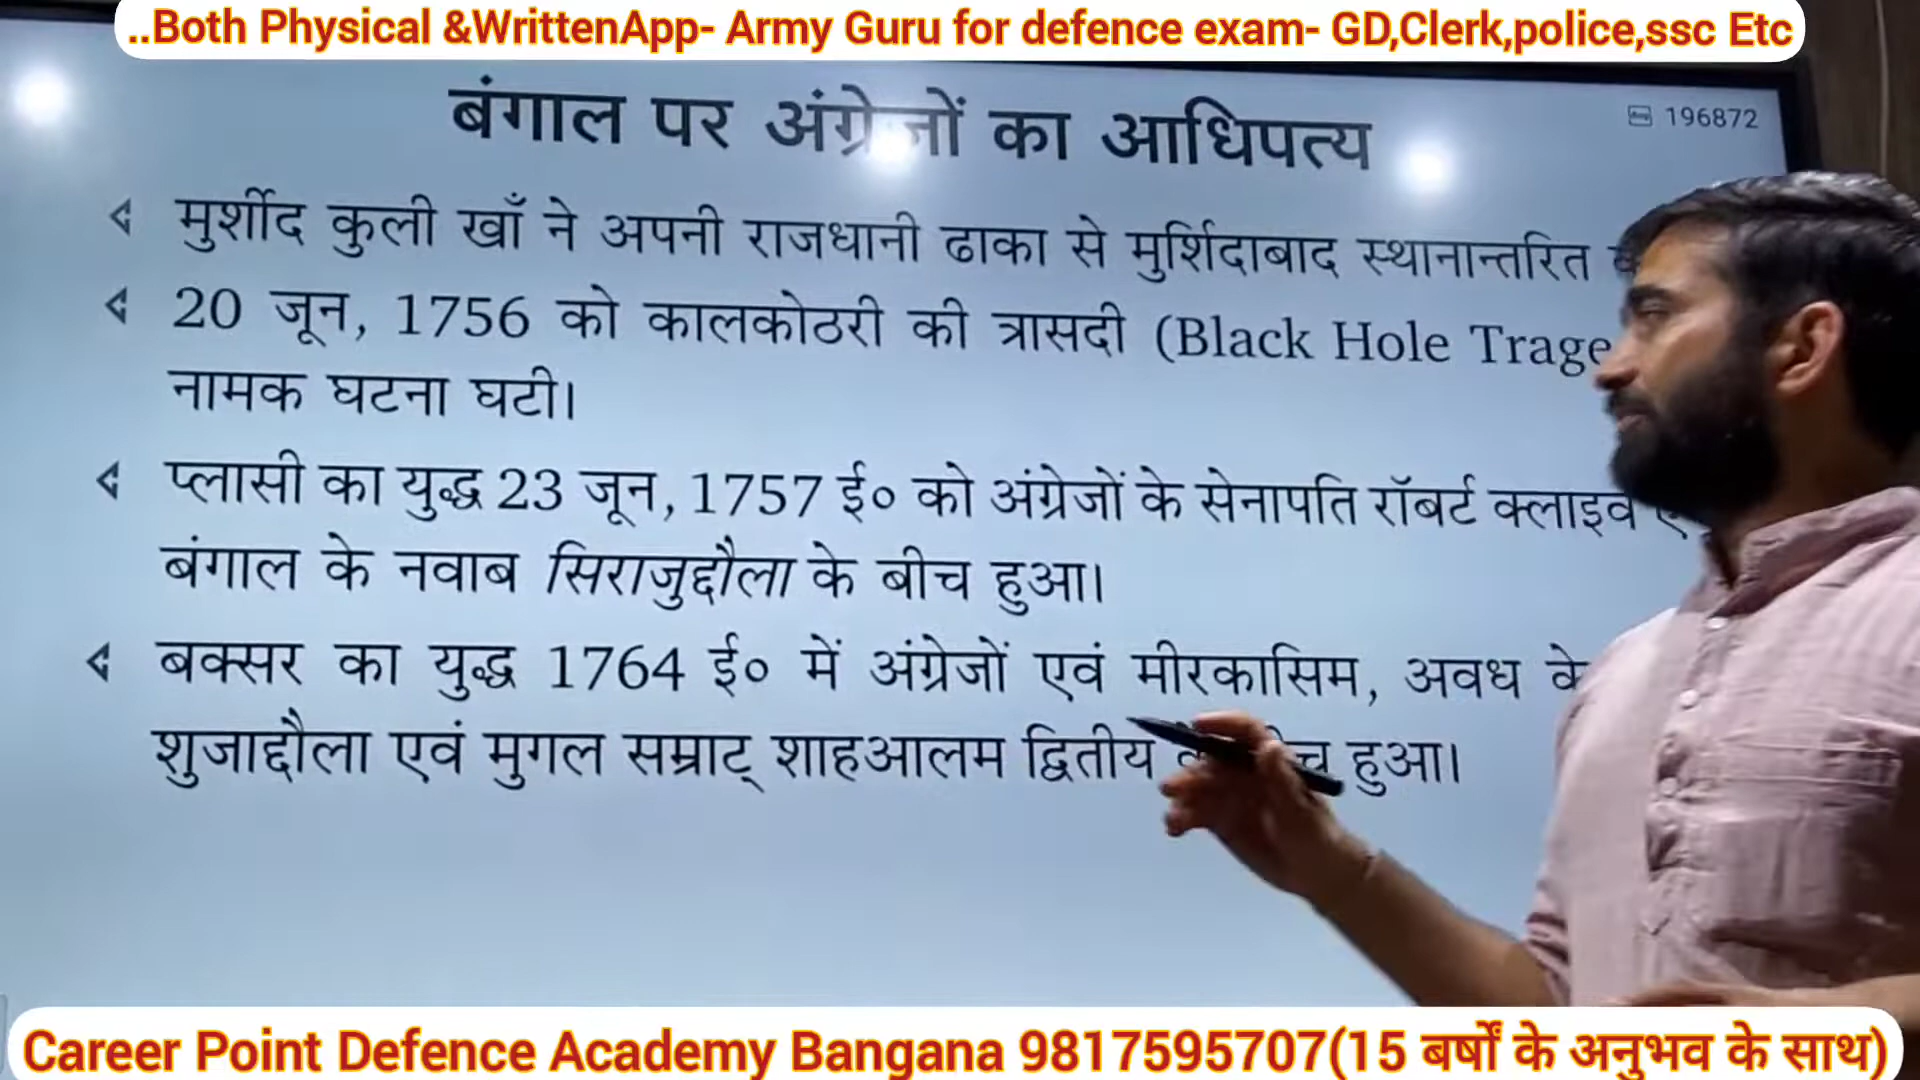 ..Both Physical &WrittenApp- Army Guru for defence exam- GD,Clerk,police,ssc Etc
बंगाल पर अंग्रेजों का आधिपत्य
196872
मुर्शीद कुली खाँ ने अपनी राजधानी ढाका से मुर्शिदाबाद स्थानान्तरित
20 जून, 1756 को कालकोठरी की त्रासदी (Black Hole Trage
नामक घटना घटी।
प्लासी का युद्ध 23 जून, 1757 ई० को अंग्रेजों के सेनापति रॉबर्ट क्लाइव
बंगाल के नवाब सिराजुद्दौला के बीच हुआ।
बक्सर का युद्ध 1764 ई० में अंग्रेजों एवं मीरकासिम, अवध के
शुजाद्दौला एवं मुगल सम्राट् शाहआलम द्वितीय हुआ।
Career Point Defence Academy Bangana 9817595707(15 बर्षों के अनुभव के साथ)